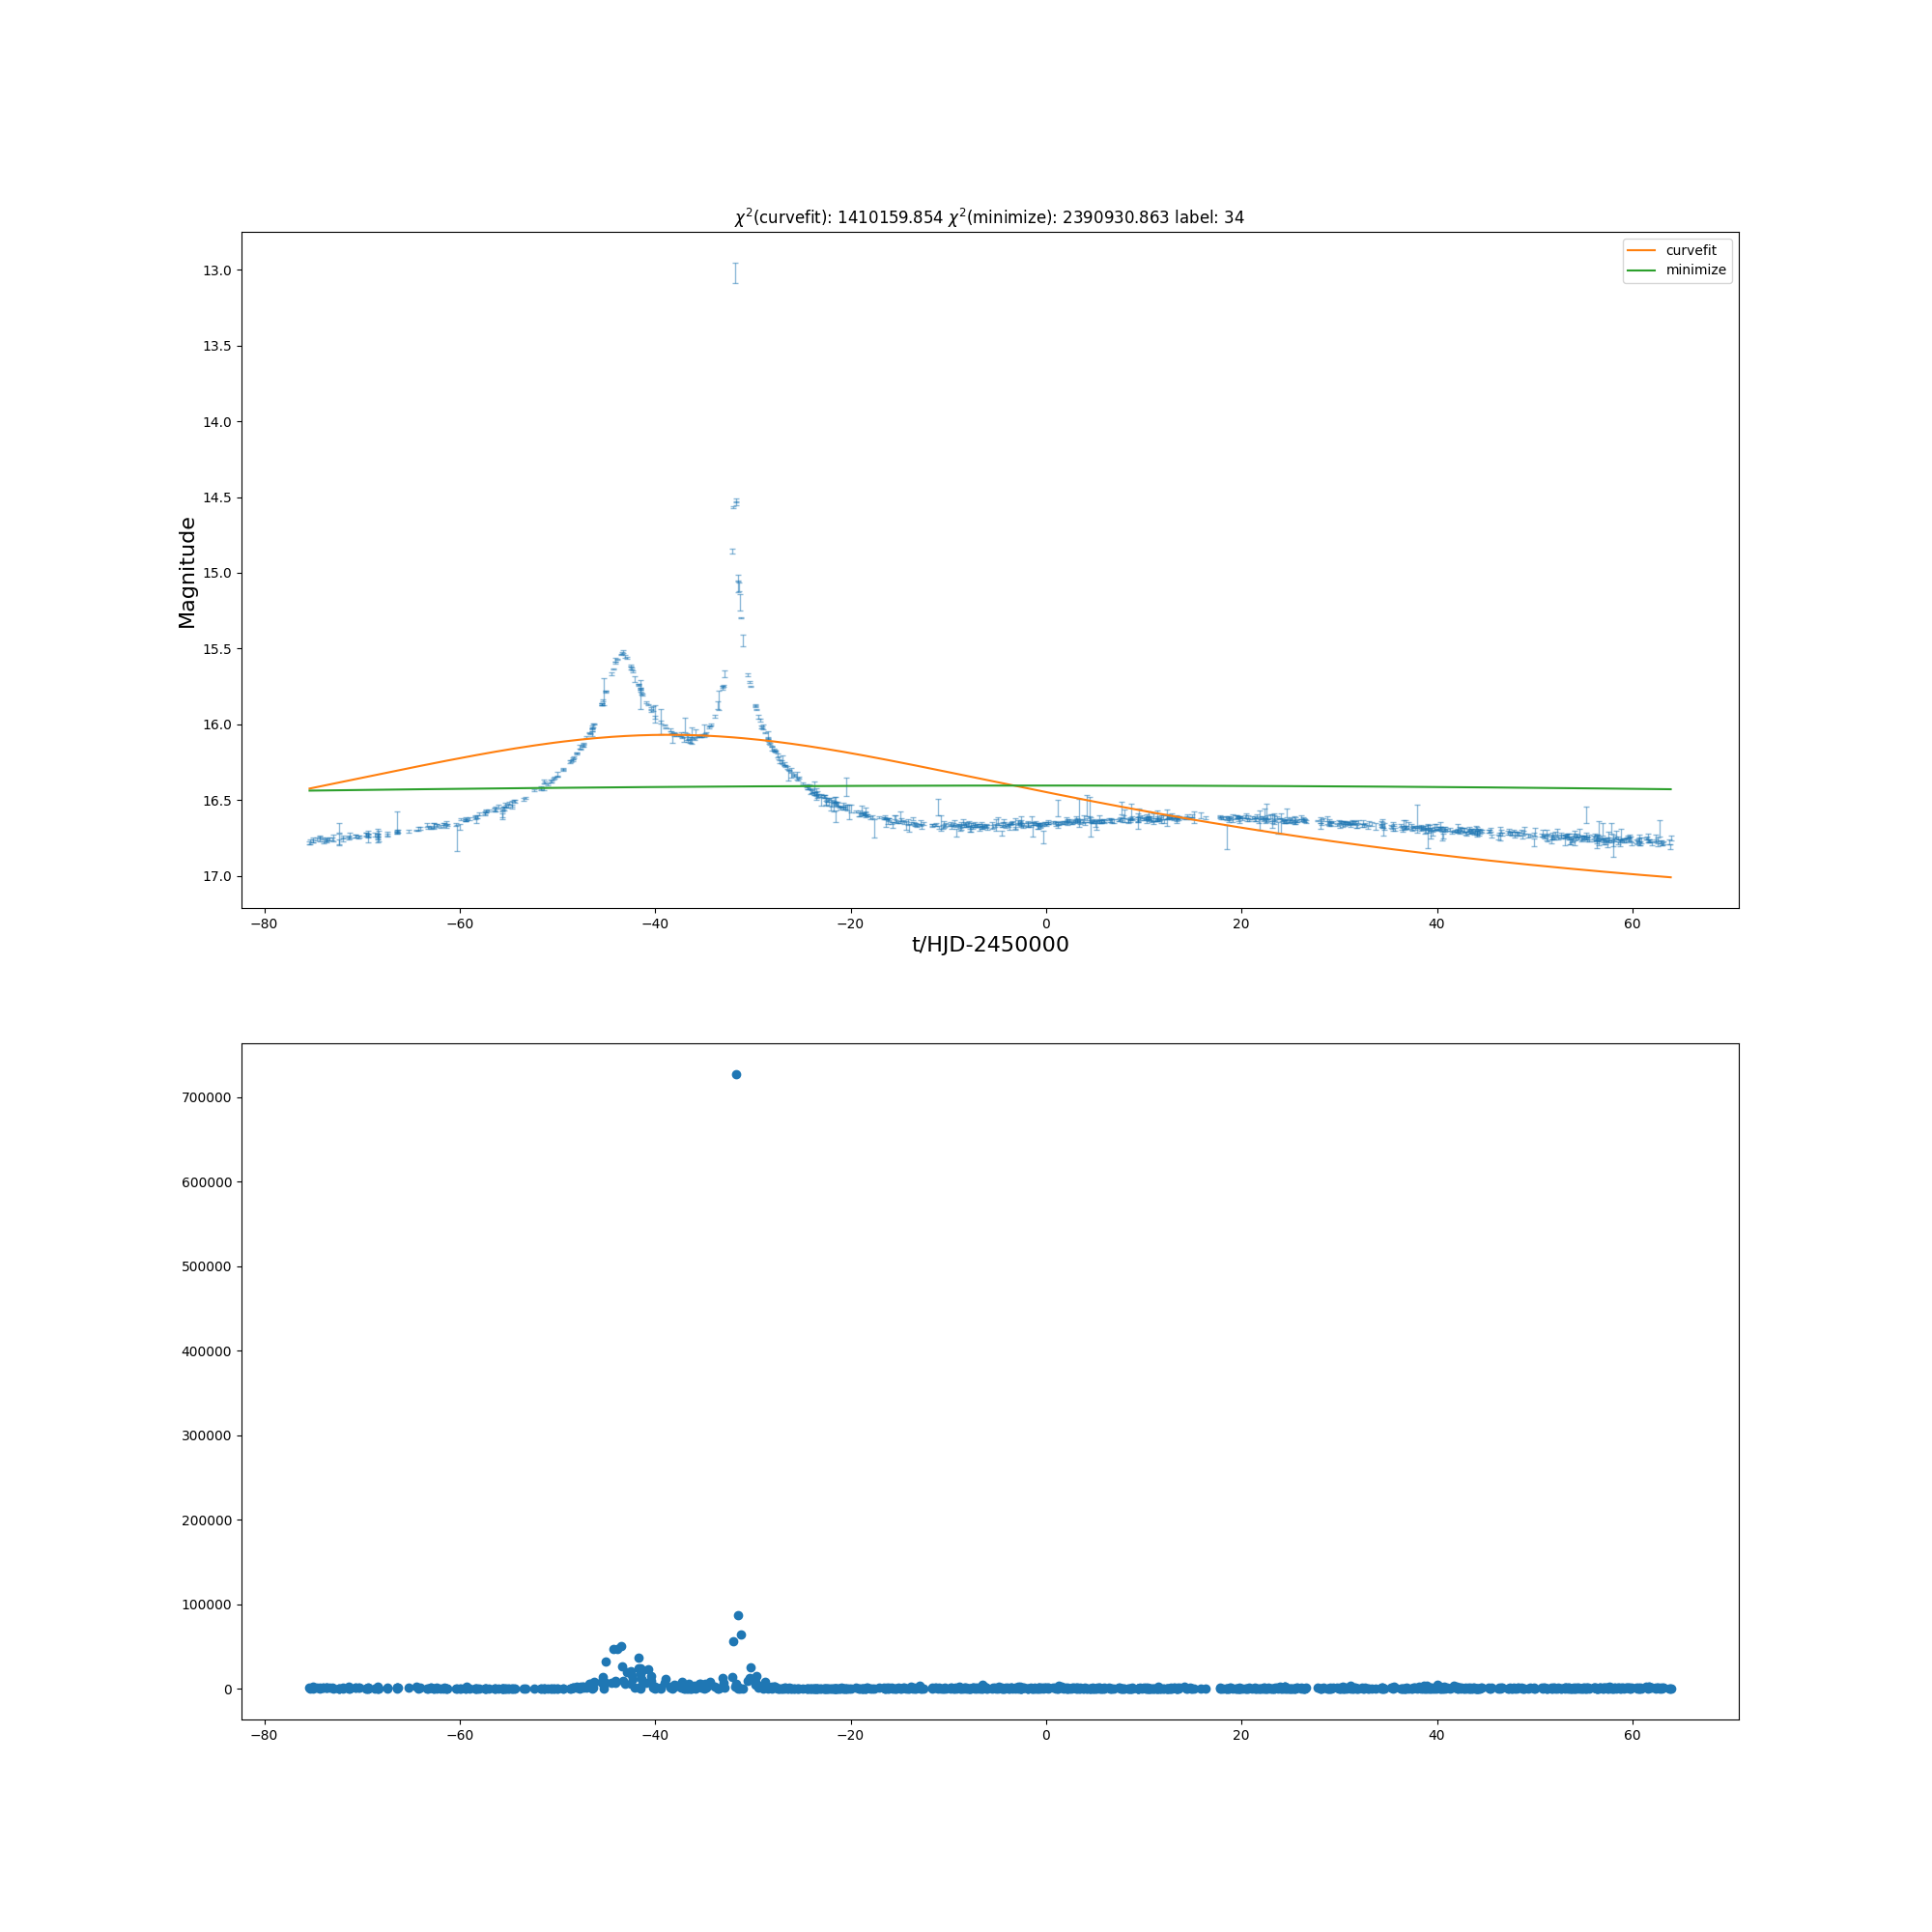 χ²(curvefit): 1410159.854 χ²(minimize): 2390930.863 label: 34
curvefit
minimize
13.0
13.5
14.0
14.5
15.0
15.5
16.0
16.5
17.0
Magnitude
−80 −60 −40 −20 0 20 40 60
t/HJD-2450000
700000
600000
500000
400000
300000
200000
100000
0
−80 −60 −40 −20 0 20 40 60